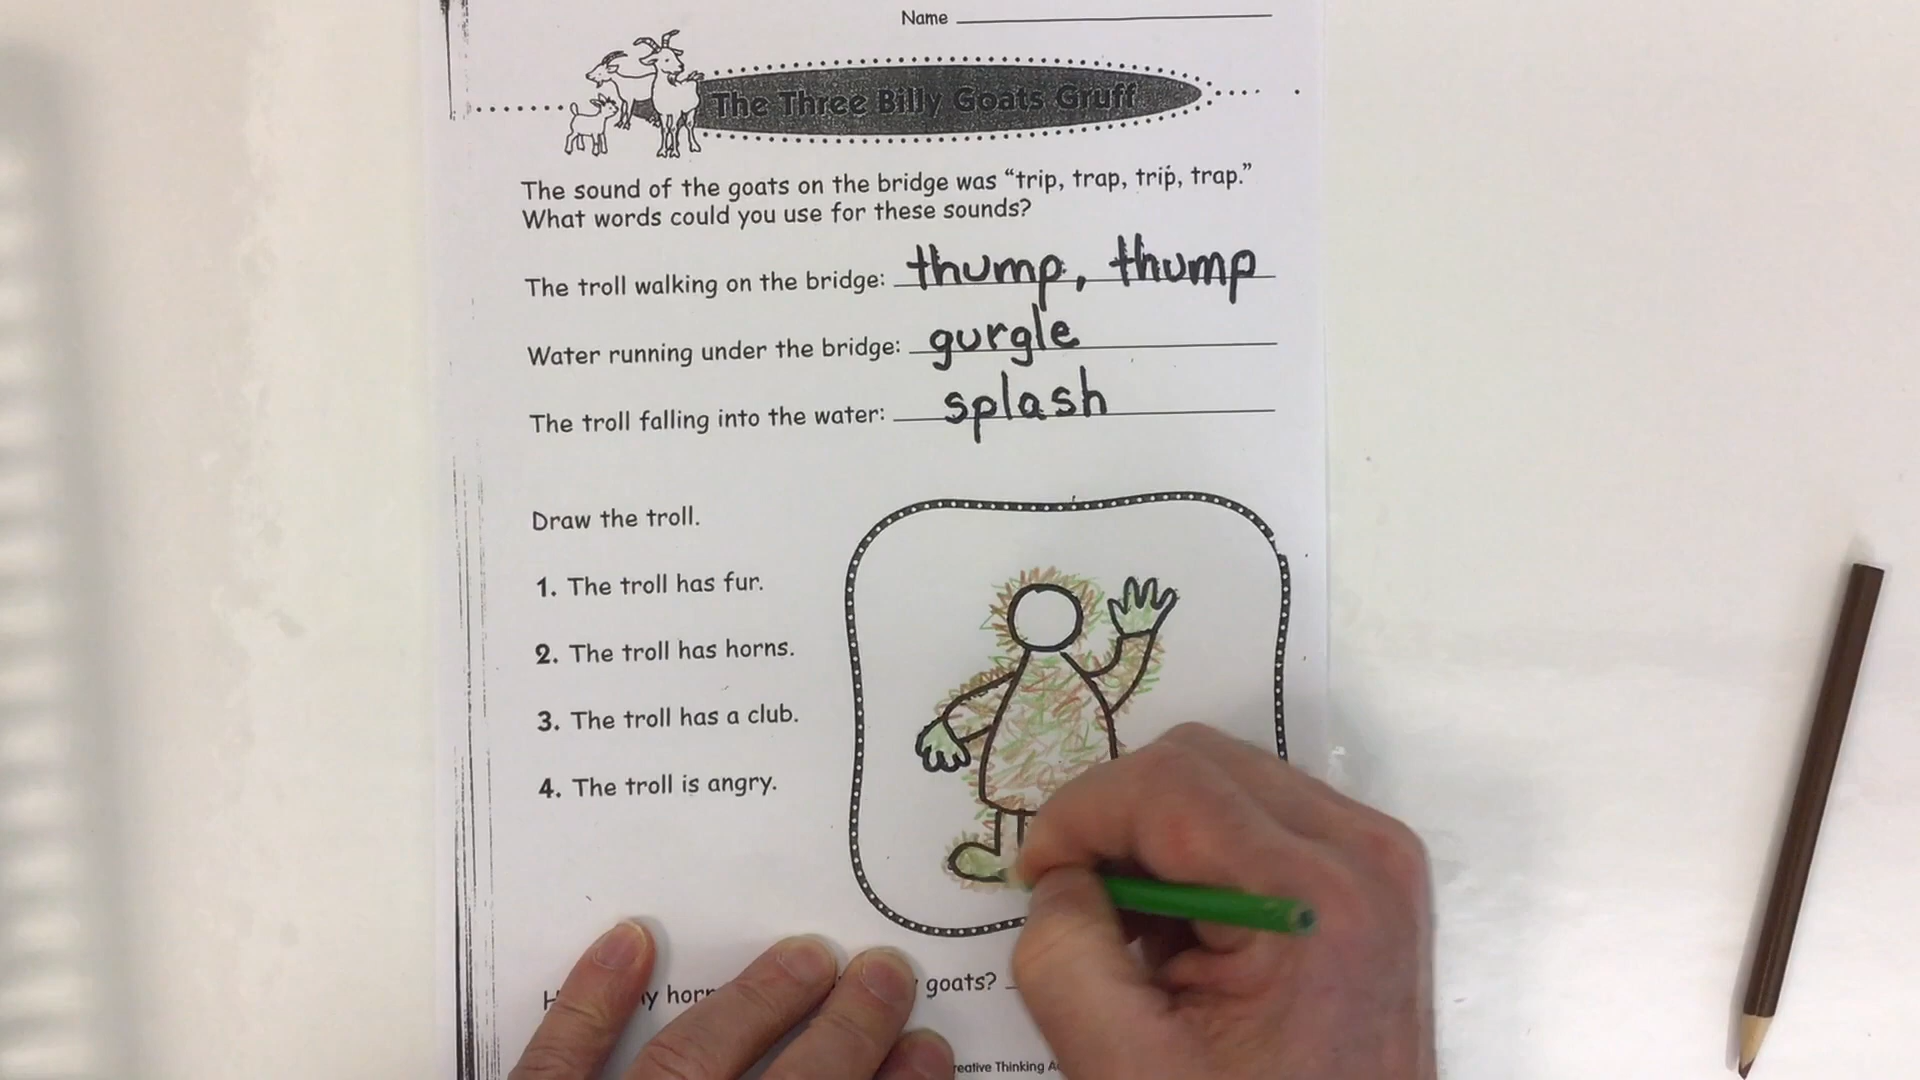 Name
The Three Billy Goats Gruff
The sound of the goats on the bridge was “trip, trap, trip, trap.”
What words could you use for these sounds?
The troll walking on the bridge: thump, thump
Water running under the bridge: gurgle
The troll falling into the water: splash
Draw the troll.
1. The troll has fur.
2. The troll has horns.
3. The troll has a club.
4. The troll is angry.
goats?
Thinking